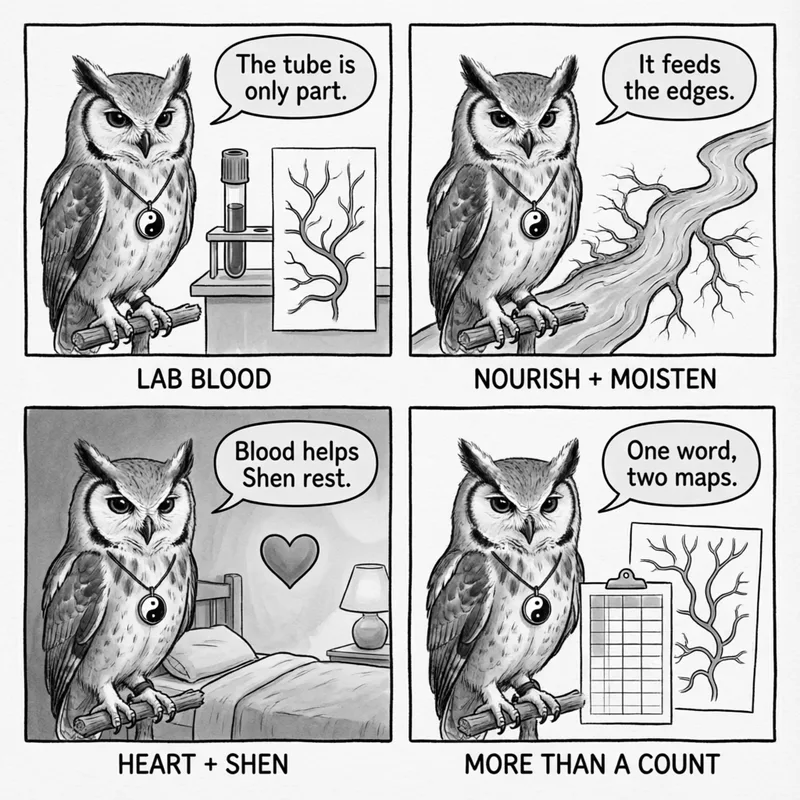 The tube is
only part.
LAB BLOOD
It feeds
the edges.
NOURISH + MOISTEN
Blood helps
Shen rest.
HEART + SHEN
One word,
two maps.
MORE THAN A COUNT